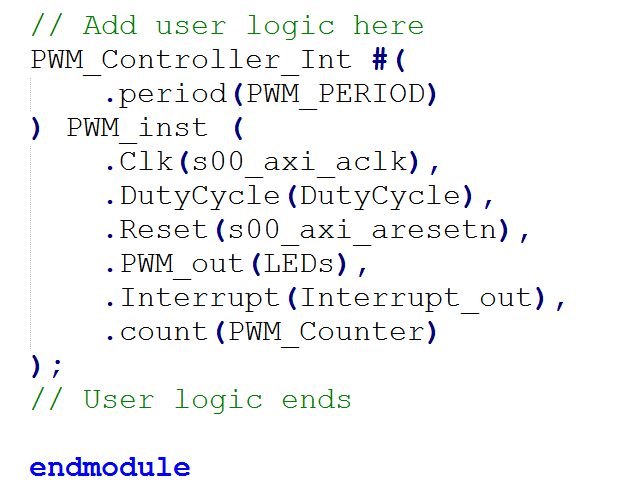 // Add user logic here
PWM_Controller_Int #(
.period(PWM_PERIOD)
) PWM_inst (
.Clk(s00_axi_aclk),
.DutyCycle(DutyCycle),
.Reset(s00_axi_aresetn),
.PWM_out(LEDs),
.Interrupt(Interrupt_out),
.count(PWM_Counter)
);
// User logic ends
endmodule